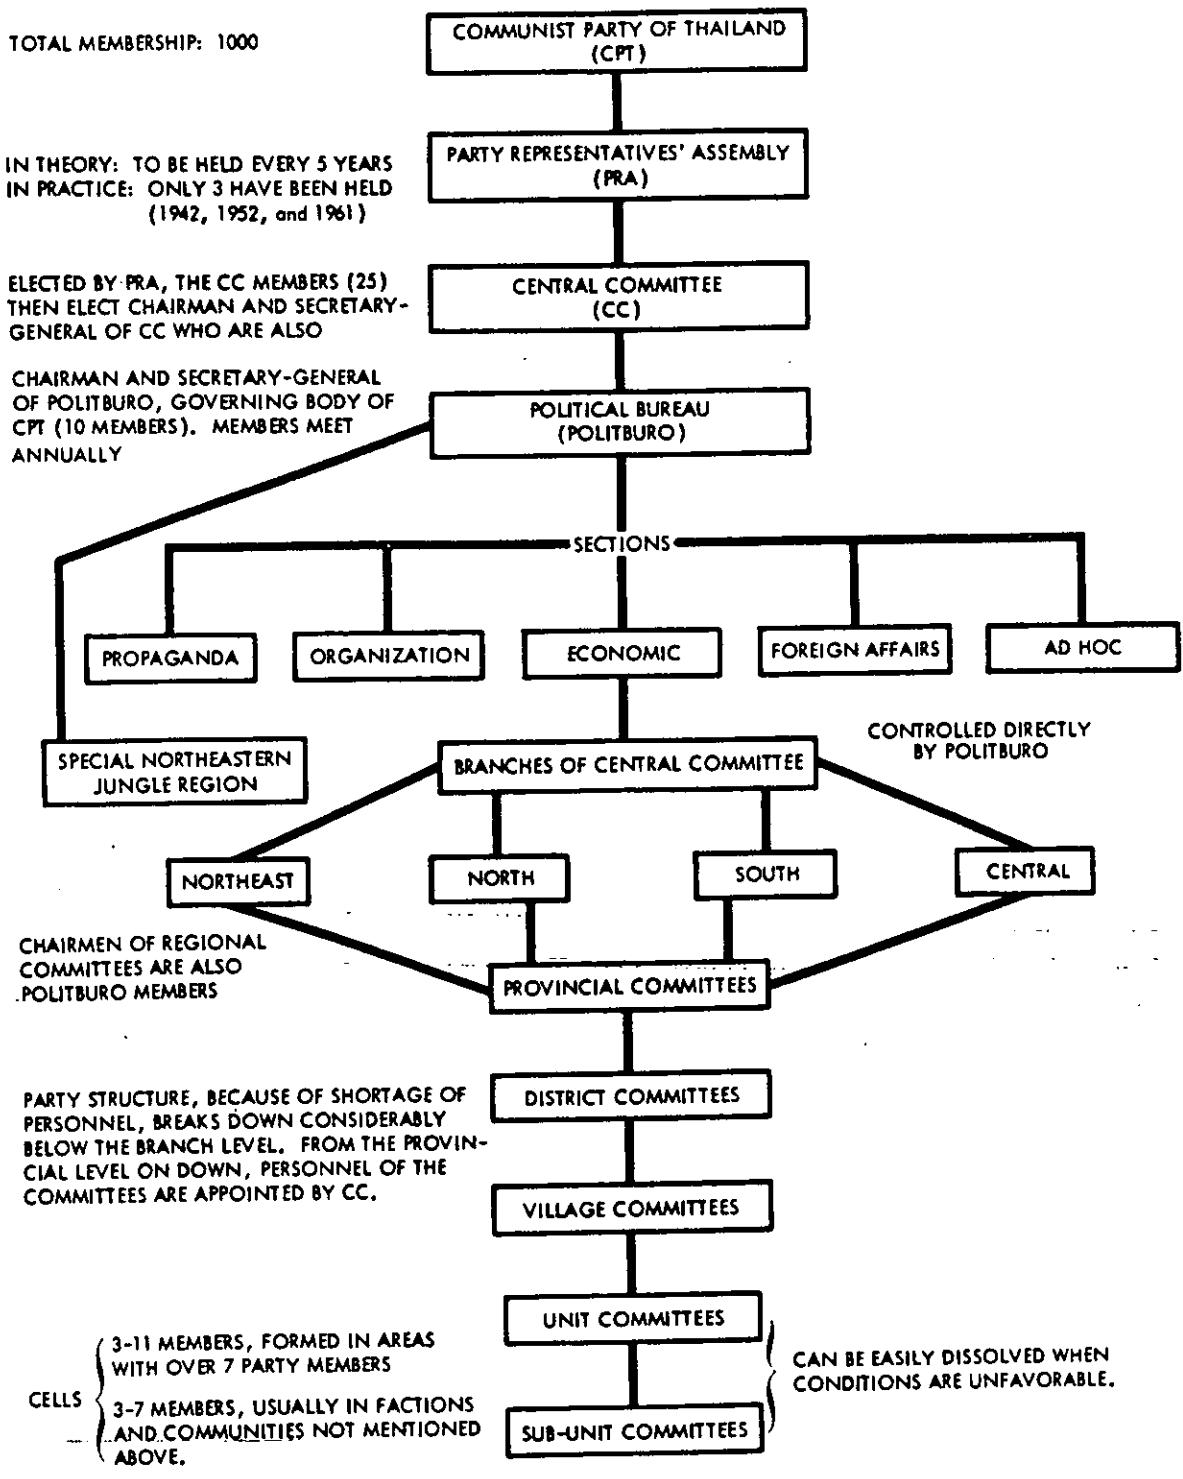 COMMUNIST PARTY OF THAILAND
(CPT)
TOTAL MEMBERSHIP: 1000
PARTY REPRESENTATIVES' ASSEMBLY
(PRA)
IN THEORY: TO BE HELD EVERY 5 YEARS
IN PRACTICE: ONLY 3 HAVE BEEN HELD
(1942, 1952, and 1961)
ELECTED BY PRA, THE CC MEMBERS (25)
THEN ELECT CHAIRMAN AND SECRETARY-
GENERAL OF CC WHO ARE ALSO
CENTRAL COMMITTEE
(CC)
CHAIRMAN AND SECRETARY-GENERAL
OF POLITBURO, GOVERNING BODY OF
CPT (10 MEMBERS). MEMBERS MEET
ANNUALLY
POLITICAL BUREAU
(POLITBURO)
SECTIONS
PROPAGANDA
ORGANIZATION
ECONOMIC
FOREIGN AFFAIRS
AD HOC
SPECIAL NORTHEASTERN
JUNGLE REGION
BRANCHES OF CENTRAL COMMITTEE
CONTROLLED DIRECTLY
BY POLITBURO
NORTHEAST
NORTH
SOUTH
CENTRAL
CHAIRMEN OF REGIONAL
COMMITTEES ARE ALSO
POLITBURO MEMBERS
PROVINCIAL COMMITTEES
DISTRICT COMMITTEES
PARTY STRUCTURE, BECAUSE OF SHORTAGE OF
PERSONNEL, BREAKS DOWN CONSIDERABLY
BELOW THE BRANCH LEVEL. FROM THE PROVIN-
CIAL LEVEL ON DOWN, PERSONNEL OF THE
COMMITTEES ARE APPOINTED BY CC.
VILLAGE COMMITTEES
UNIT COMMITTEES
CELLS
3-11 MEMBERS, FORMED IN AREAS
WITH OVER 7 PARTY MEMBERS
3-7 MEMBERS, USUALLY IN FACTIONS
AND COMMUNITIES NOT MENTIONED
ABOVE.
SUB-UNIT COMMITTEES
CAN BE EASILY DISSOLVED WHEN
CONDITIONS ARE UNFAVORABLE.